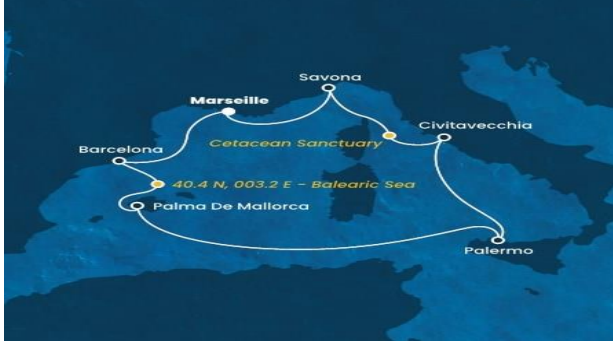 Savona
Marseille
Civitavecchia
Cetacean Sanctuary
Barcelona
40.4 N, 003.2 E - Balearic Sea
Palma De Mallorca
Palermo